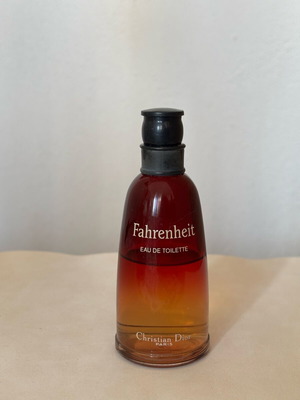 Fahrenheit
EAU DE TOILETTE
Christian Dior
PARIS